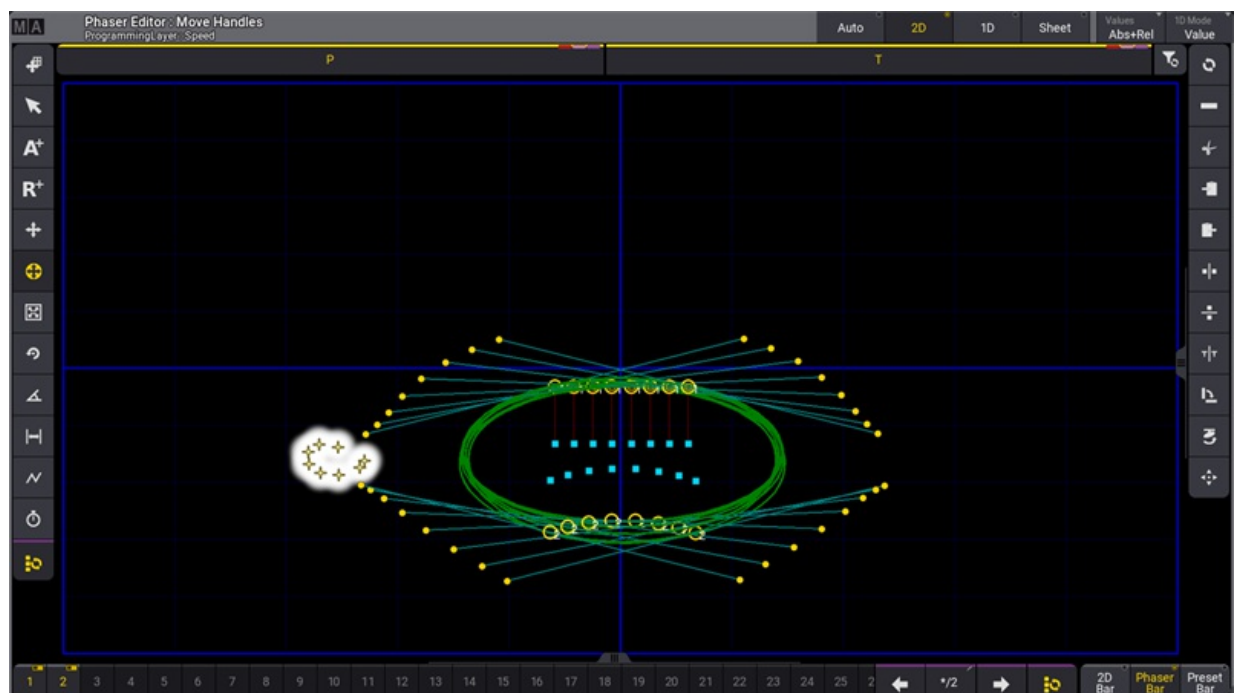 MA
Phaser Editor : Move Handles
ProgrammingLayer: Speed
Auto
2D
1D
Sheet
Values
Abs+Rel
1D Mode
Value
P
T
A+
R+
T T
1 2 3 4 5 6 7 8 9 10 11 12 13 14 15 16 17 18 19 20 21 22 23 24 25 2
*/2
2D
Bar
Phaser
Bar
Preset
Bar